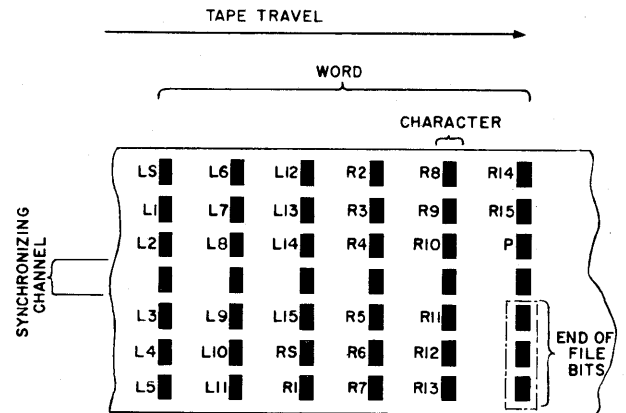 TAPE TRAVEL
WORD
CHARACTER
LS L6 L12 R2 R8 R14
L1 L7 L13 R3 R9 R15
L2 L8 L14 R4 R10 P
SYNCHRONIZING
CHANNEL
L3 L9 L15 R5 R11
L4 L10 RS R6 R12
L5 L11 R1 R7 R13
END OF
FILE
BITS